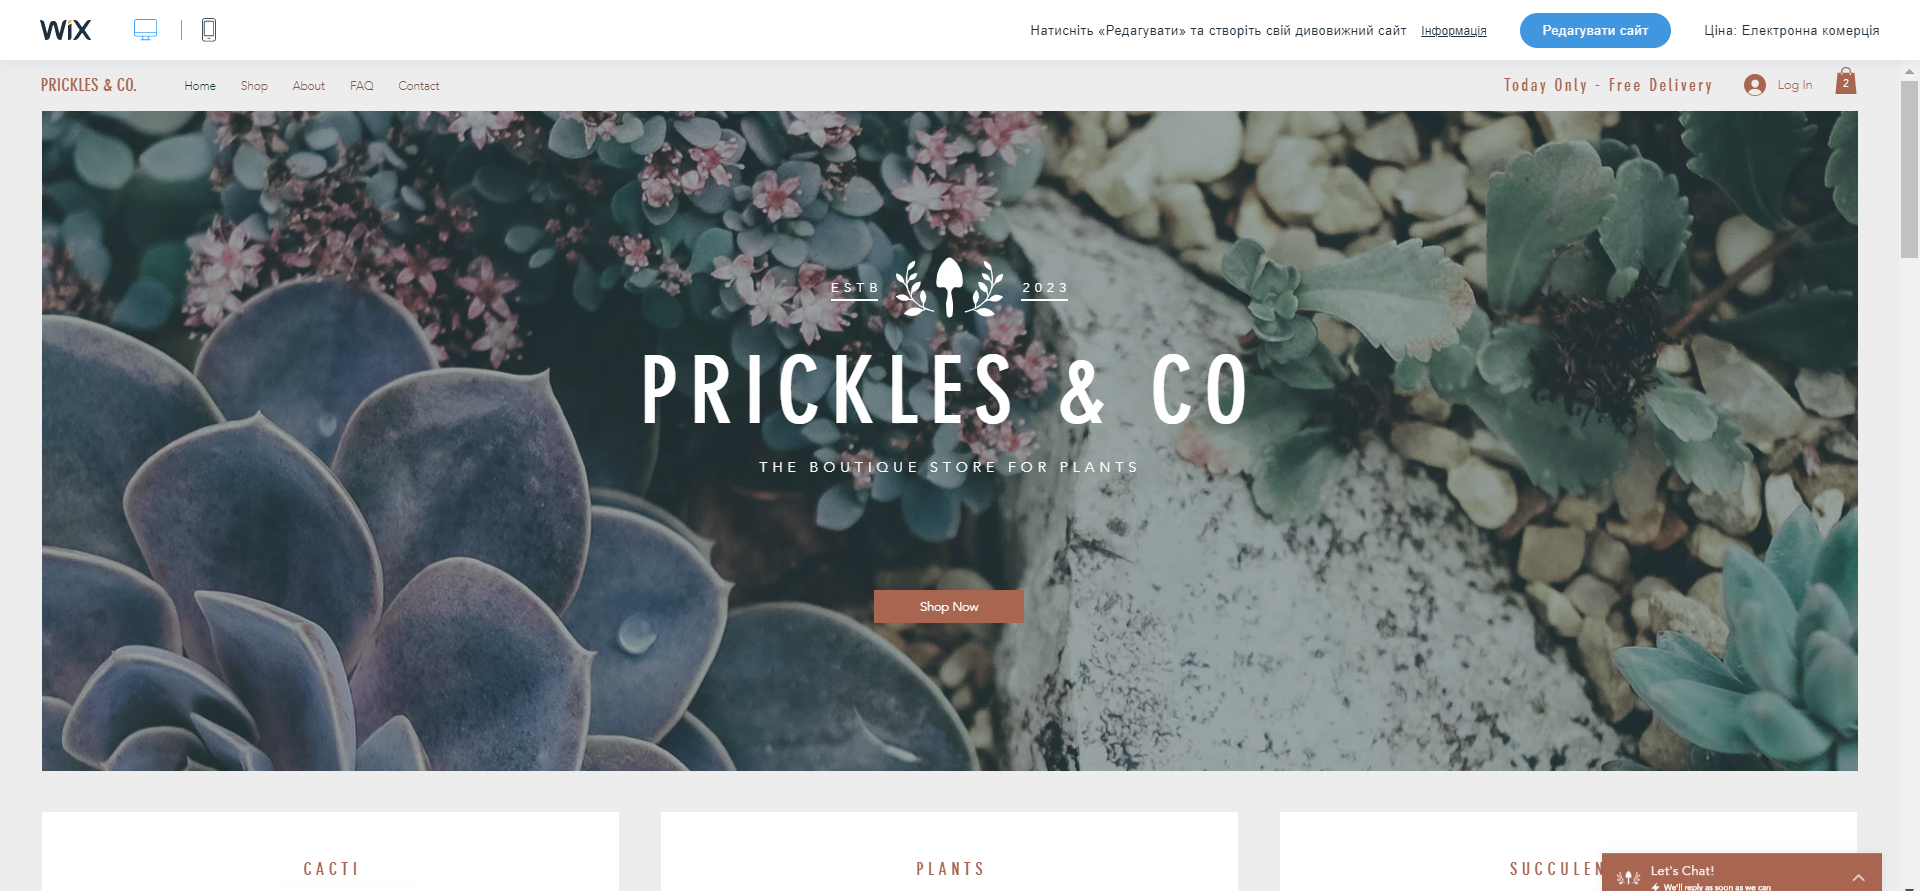 WiX
Натисніть «Редагувати» та створіть свій дивовижний сайт Інформація Редагувати сайт Ціна: Електронна комерція
PRICKLES & CO. Home Shop About FAQ Contact Today Only - Free Delivery Log In 2
ESTB 2023
PRICKLES & CO
THE BOUTIQUE STORE FOR PLANTS
Shop Now
CACTI PLANTS SUCCULEN
Let's Chat!
We'll reply as soon as we can